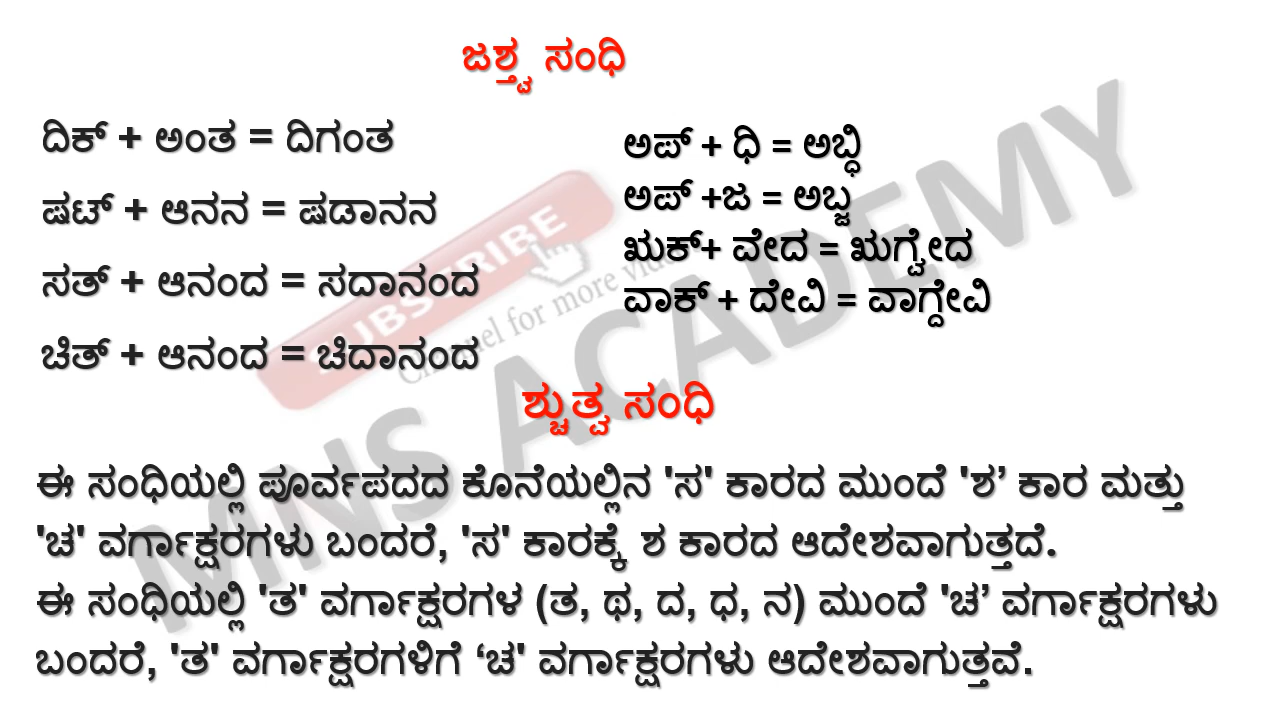 ಜಶ್ತ್ವ ಸಂಧಿ
ದಿಕ್ + ಅಂತ = ದಿಗಂತ
ಷಟ್ + ಆನನ = ಷಡಾನನ
ಸತ್ + ಆನಂದ = ಸದಾನಂದ
ಚಿತ್ + ಆನಂದ = ಚಿದಾನಂದ
ಅಪ್ + ಧಿ = ಅಬ್ಧಿ
ಅಪ್ +ಜ = ಅಬ್ಜ
ಋಕ್+ ವೇದ = ಋಗ್ವೇದ
ವಾಕ್ + ದೇವಿ = ವಾಗ್ದೇವಿ
ಶ್ಚುತ್ವ ಸಂಧಿ
ಈ ಸಂಧಿಯಲ್ಲಿ ಪೂರ್ವಪದದ ಕೊನೆಯಲ್ಲಿನ 'ಸ' ಕಾರದ ಮುಂದೆ 'ಶ’ ಕಾರ ಮತ್ತು
'ಚ' ವರ್ಗಾಕ್ಷರಗಳು ಬಂದರೆ, 'ಸ' ಕಾರಕ್ಕೆ ಶ ಕಾರದ ಆದೇಶವಾಗುತ್ತದೆ.
ಈ ಸಂಧಿಯಲ್ಲಿ 'ತ' ವರ್ಗಾಕ್ಷರಗಳ (ತ, ಥ, ದ, ಧ, ನ) ಮುಂದೆ 'ಚ’ ವರ್ಗಾಕ್ಷರಗಳು
ಬಂದರೆ, 'ತ' ವರ್ಗಾಕ್ಷರಗಳಿಗೆ ‘ಚ' ವರ್ಗಾಕ್ಷರಗಳು ಆದೇಶವಾಗುತ್ತವೆ.
SUBSCRIBE
Channel for more
MNS ACADEMY